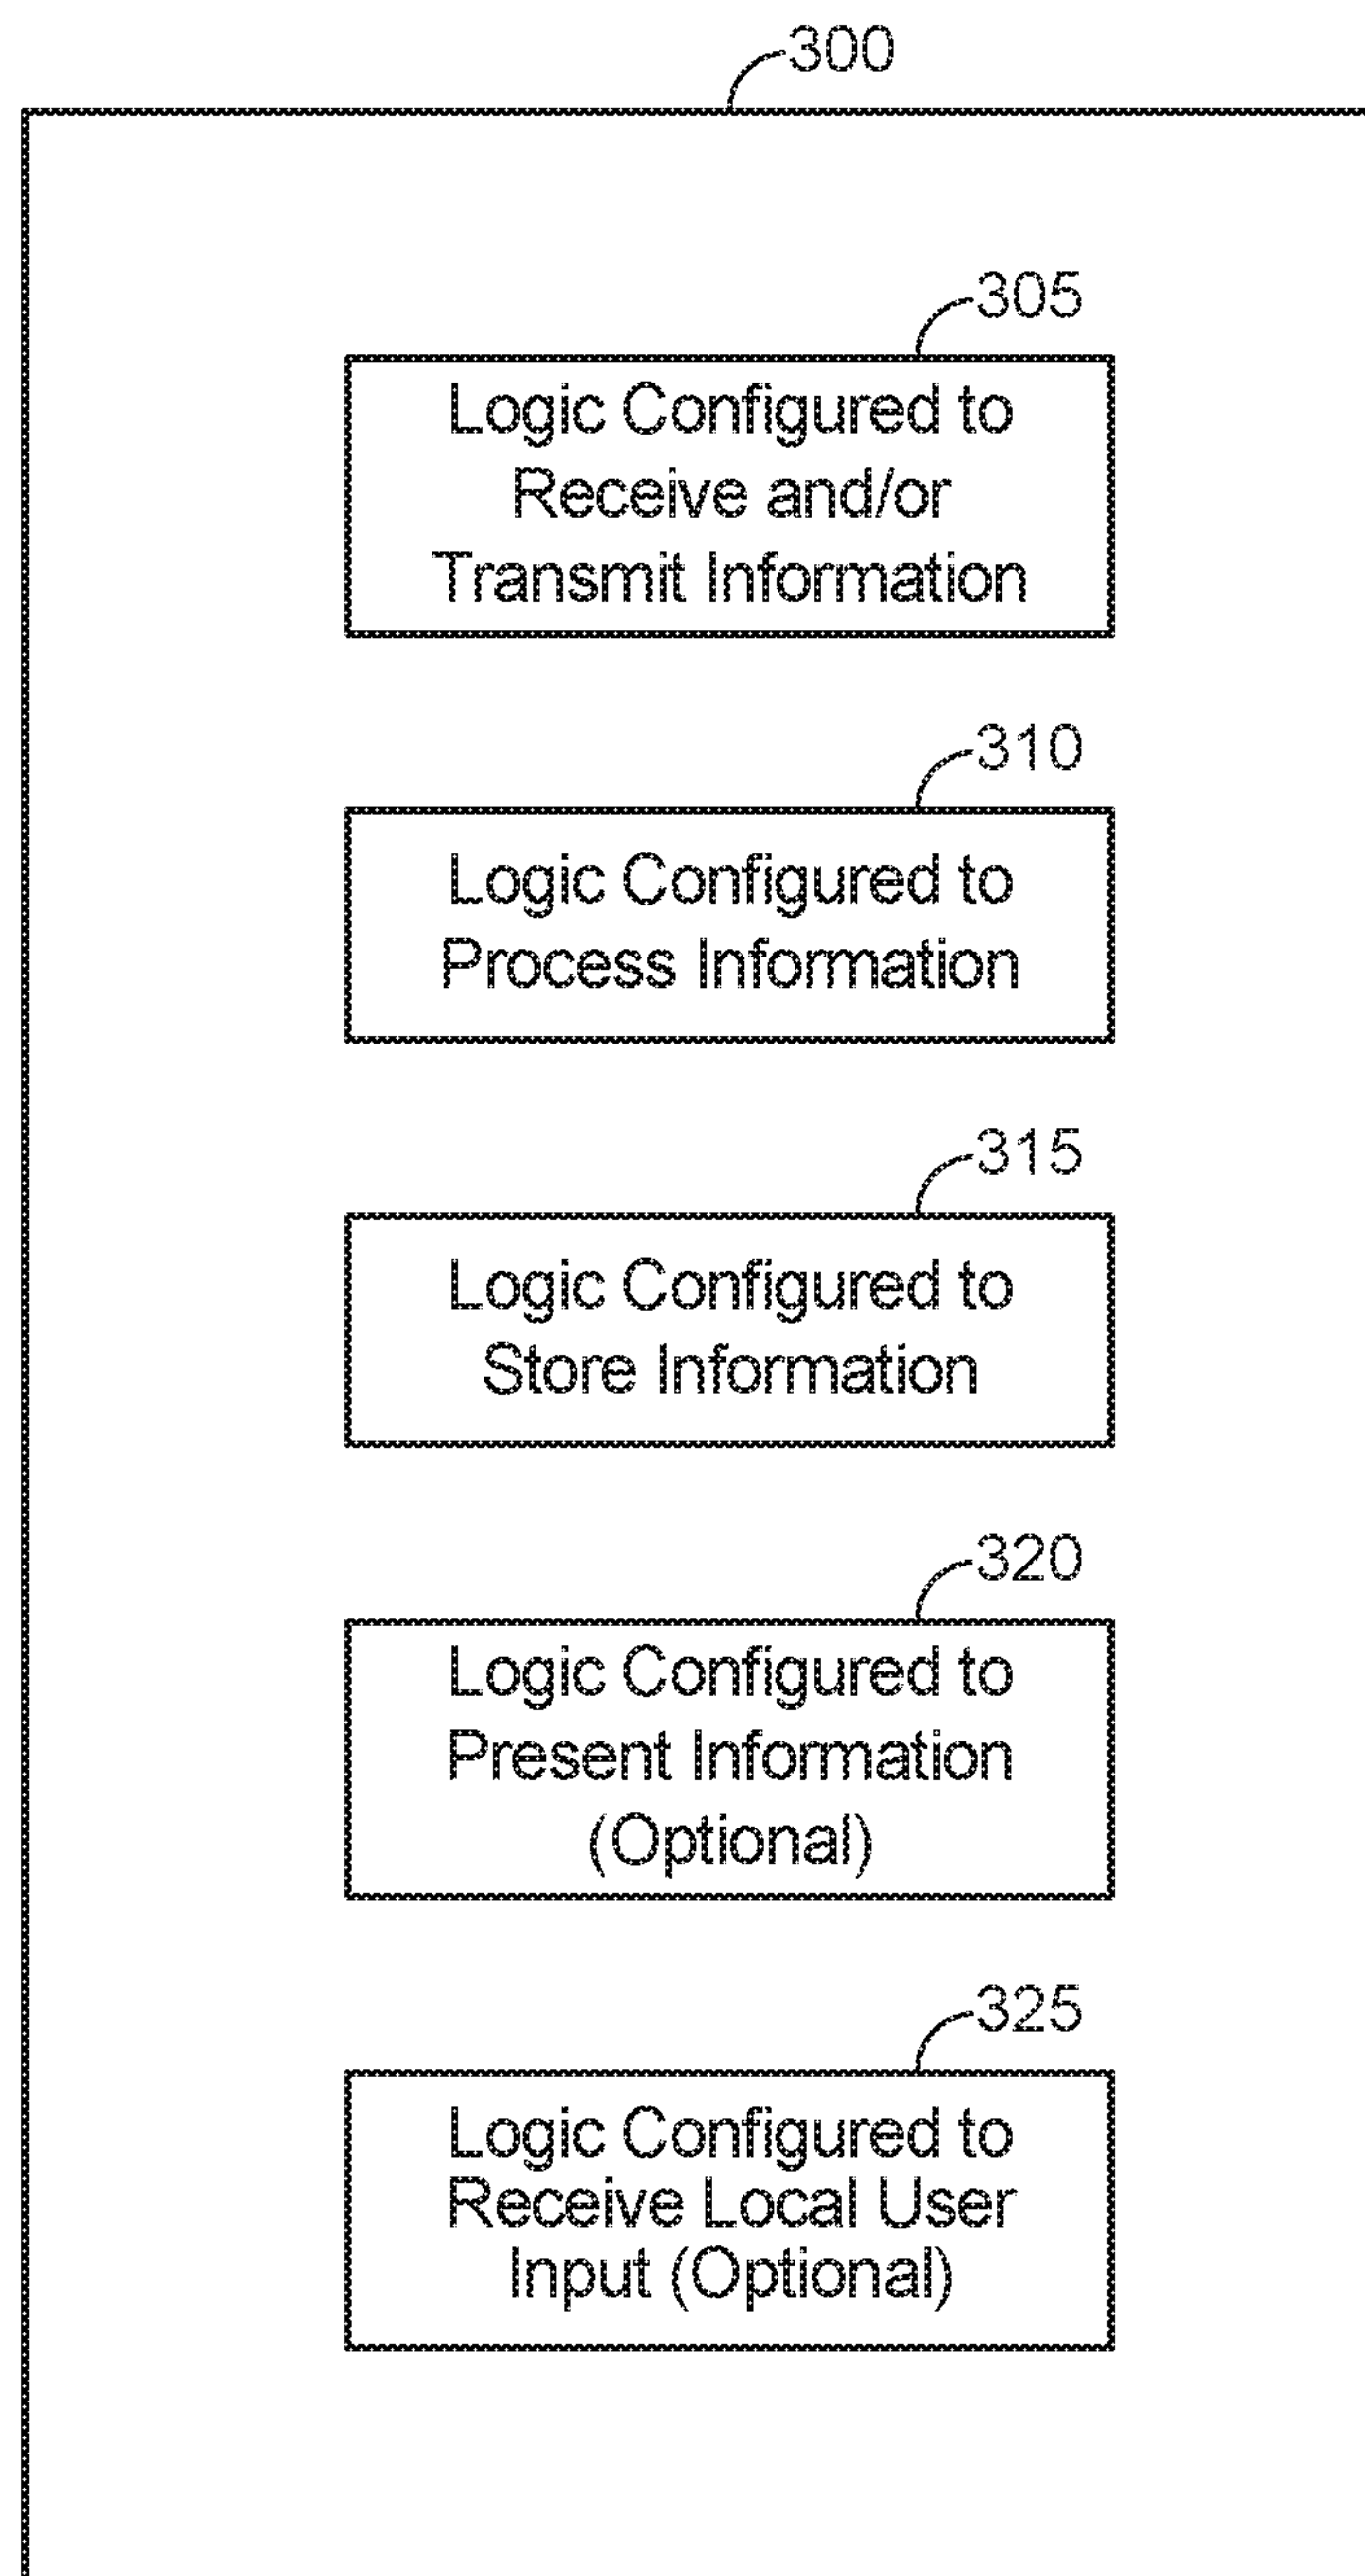 300
305
Logic Configured to
Receive and/or
Transmit Information
310
Logic Configured to
Process Information
315
Logic Configured to
Store Information
320
Logic Configured to
Present Information
(Optional)
325
Logic Configured to
Receive Local User
Input (Optional)